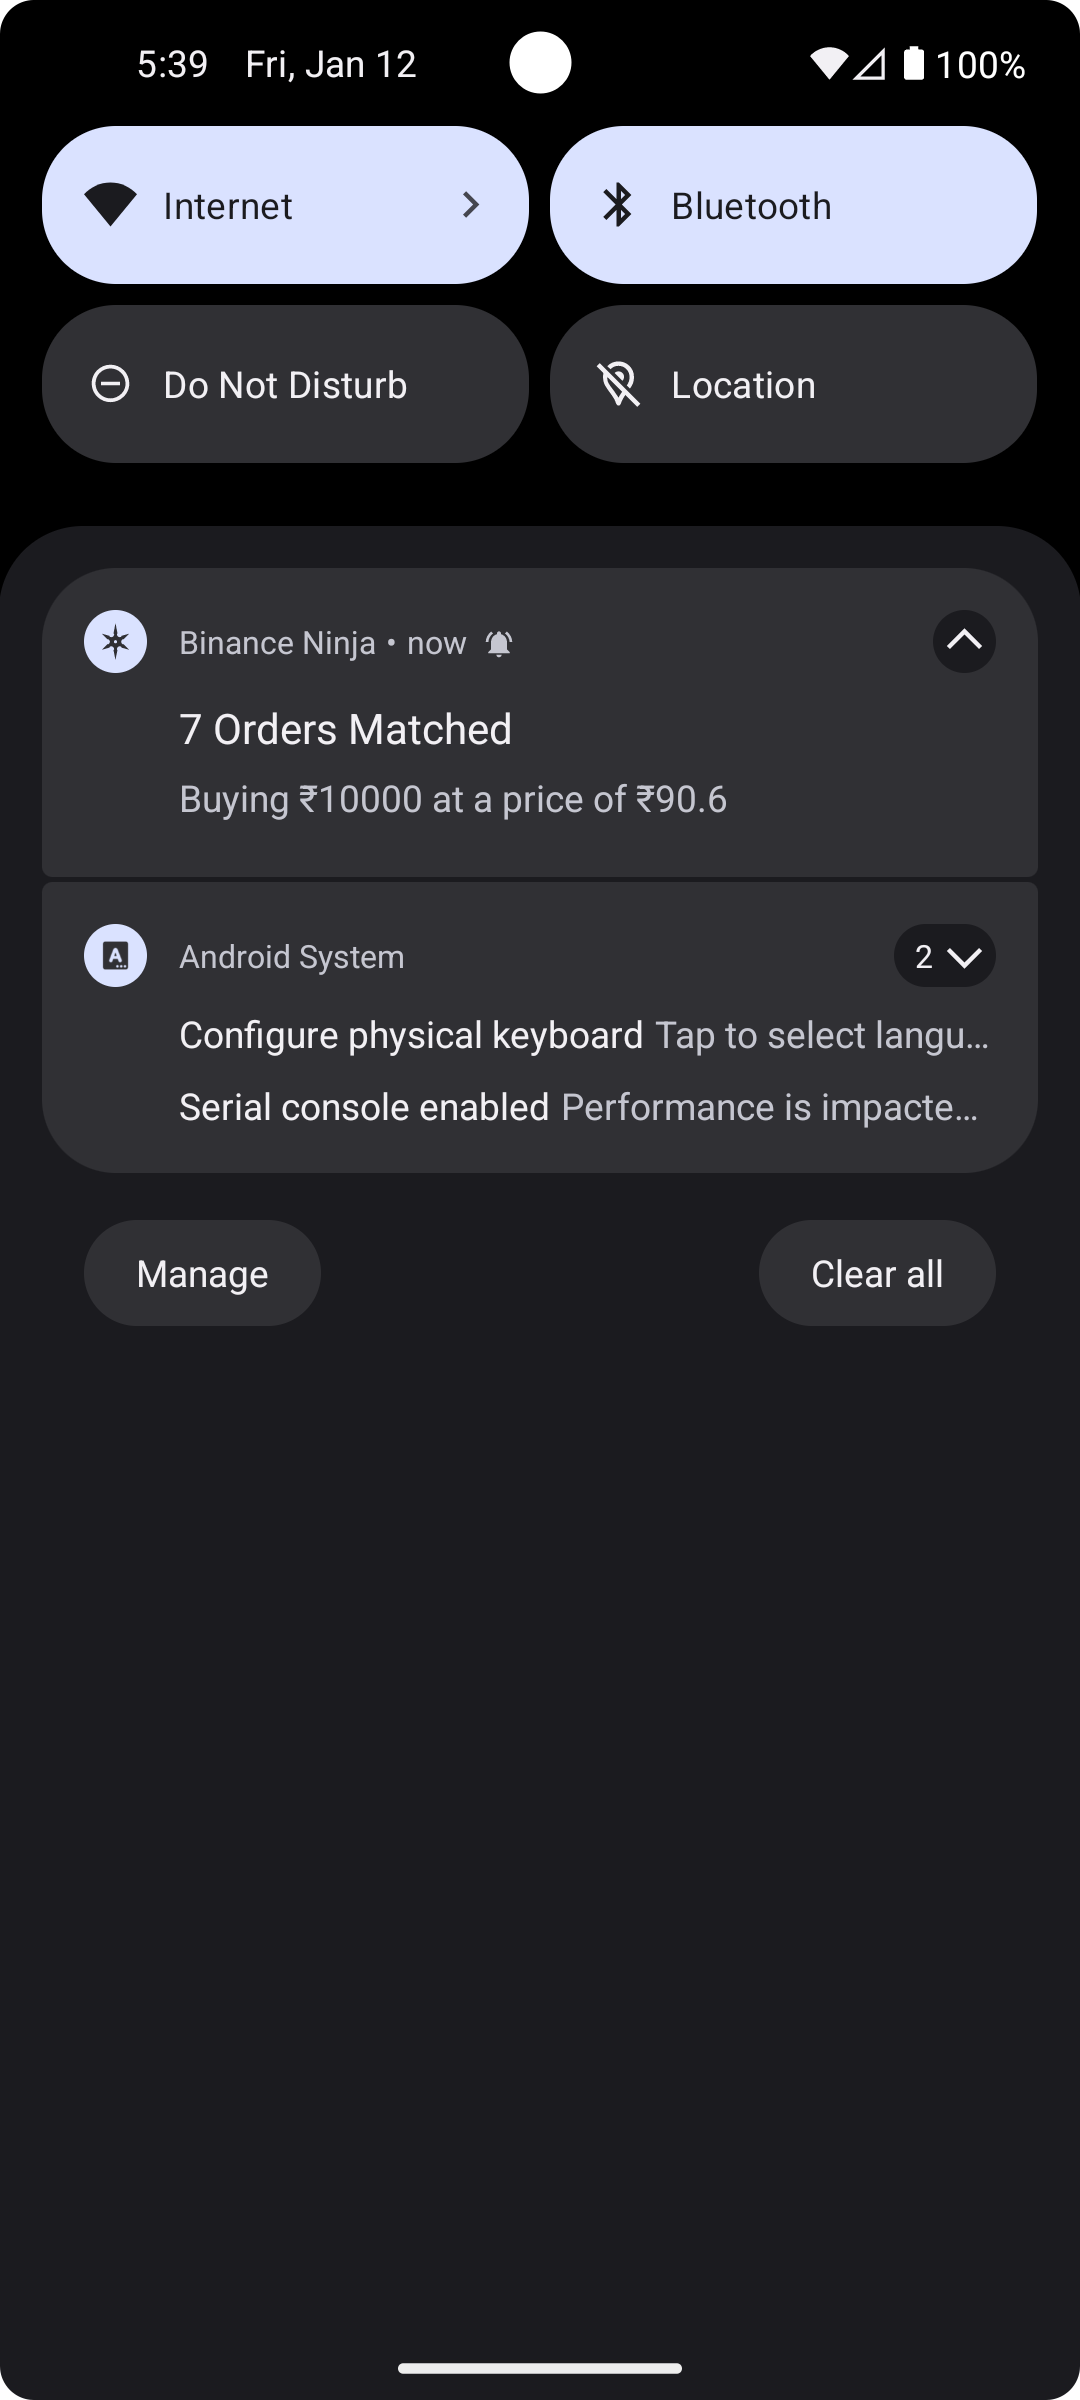 5:39 Fri, Jan 12 100%
Internet
Bluetooth
Do Not Disturb
Location
Binance Ninja • now
7 Orders Matched
Buying ₹10000 at a price of ₹90.6
Android System 2
Configure physical keyboard Tap to select langu…
Serial console enabled Performance is impacte…
Manage
Clear all